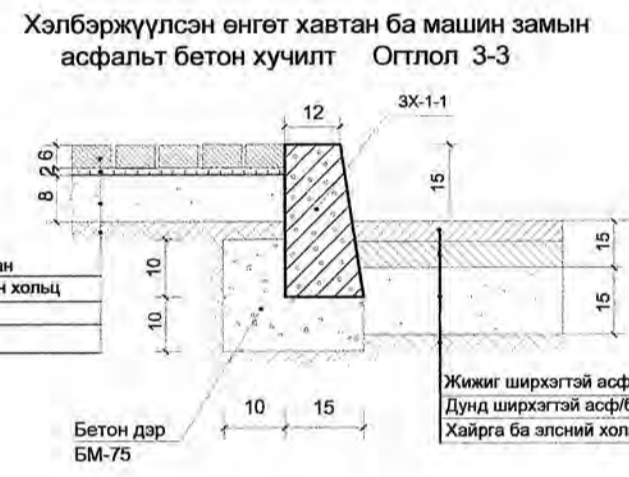 Хэлбэржүүлсэн өнгөт хавтан ба машин замын
асфальт бетон хучилт Огтлол 3-3
12
ЗХ-1-1
6
2
8
15
10
10
15
15
ан
н хольц
Жижиг ширхэгтэй асф
Дунд ширхэгтэй асф/б
Хайрга ба элсний хол
10 15
Бетон дэр
БМ-75